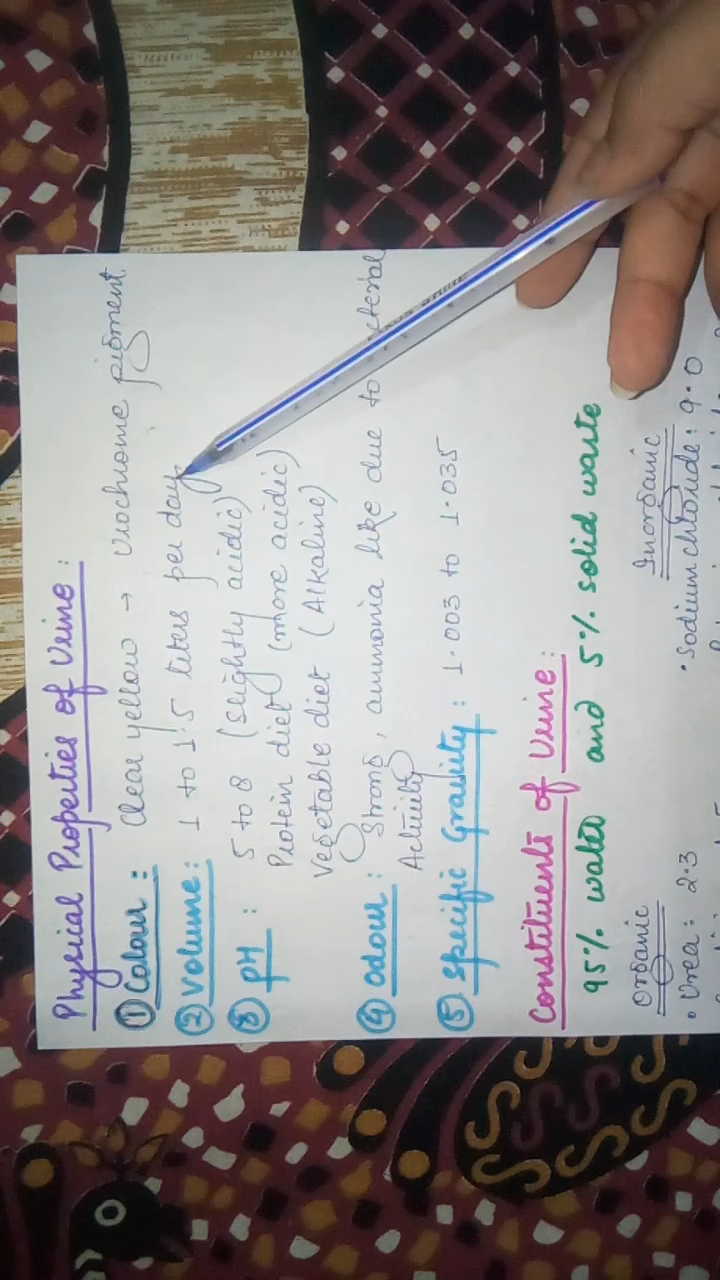 Physical Properties of Urine:
① Colour: Clear yellow → Urochrome pigment
② Volume: 1 to 1.5 liters per day
③ pH: 5 to 8 (slightly acidic)
Protein diet (more acidic)
Vegetable diet (Alkaline)
④ odour: Strong, ammonia like due to
Activity
⑤ Specific Gravity: 1.003 to 1.035
Constituents of Urine:
95% water and 5% solid waste
Organic Inorganic
• Urea: 2.3 • Sodium chloride: 9.0